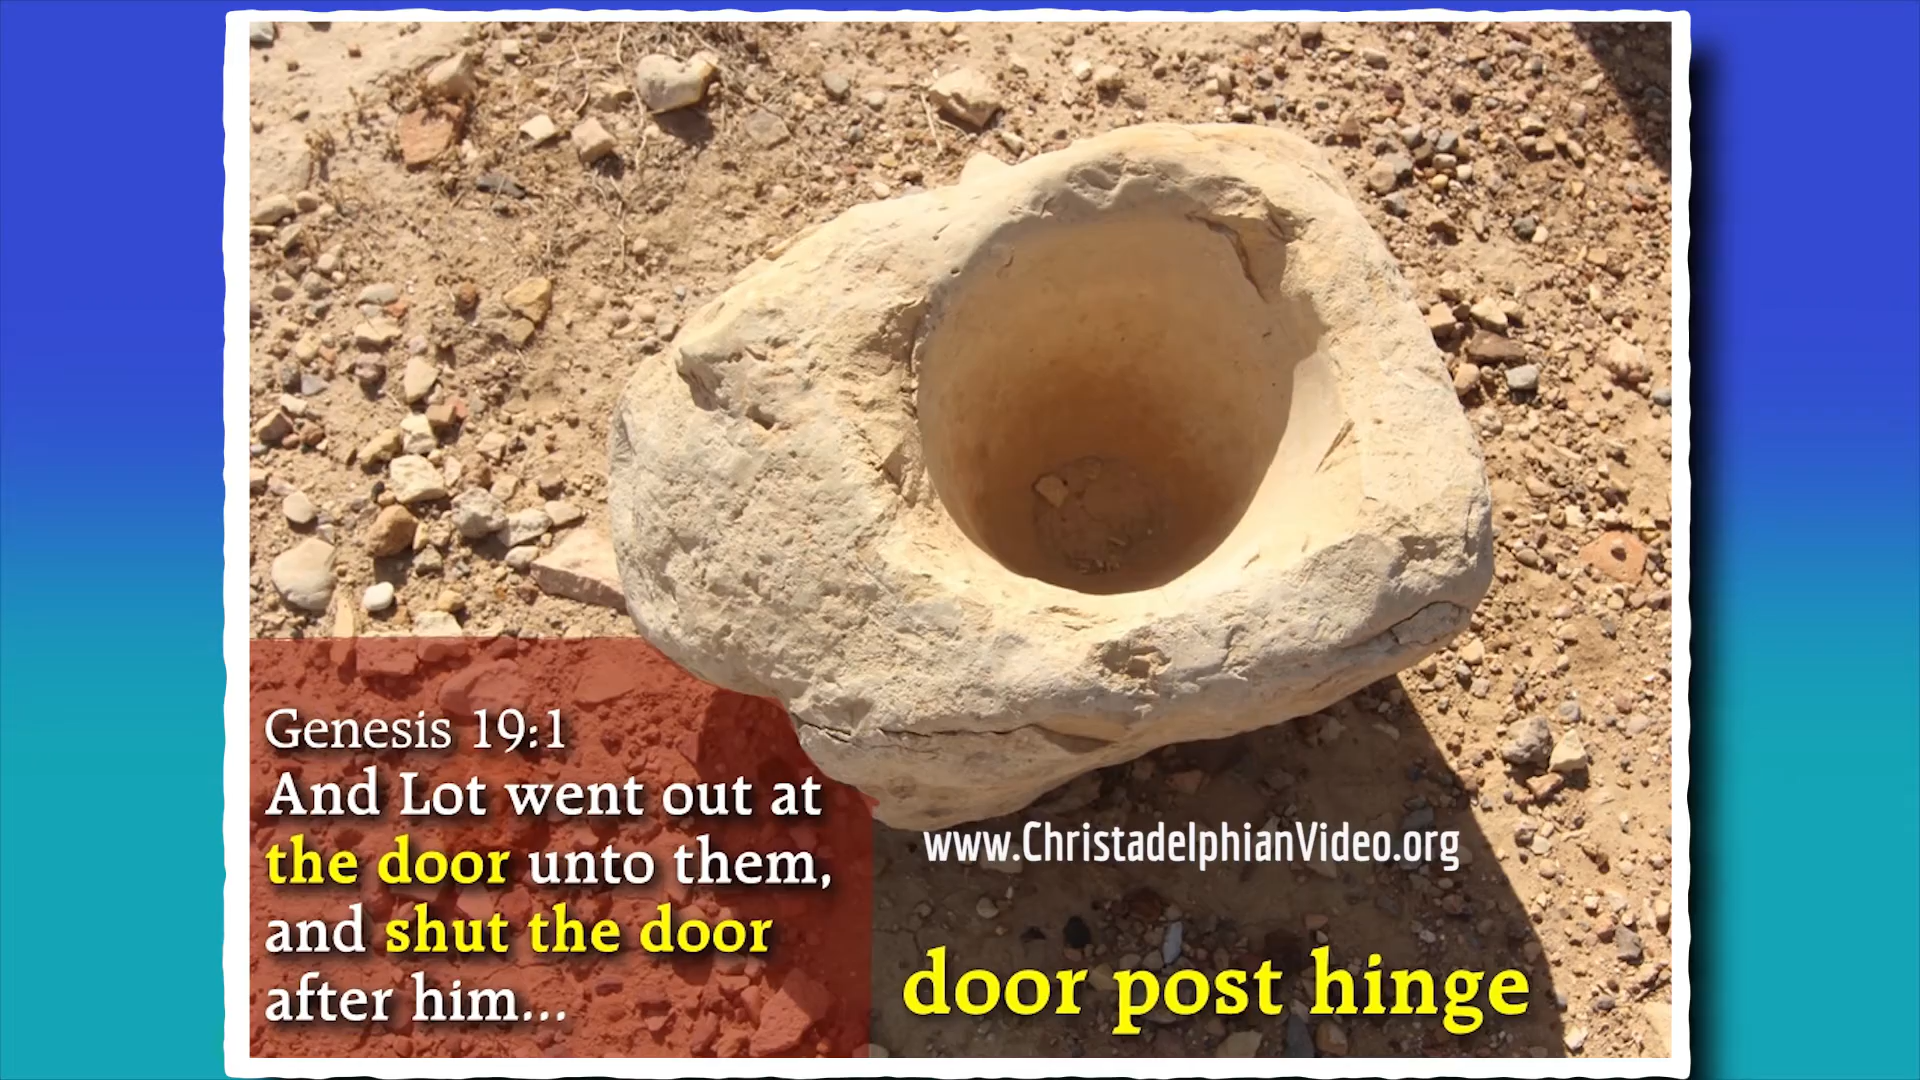 Genesis 19:1
And Lot went out at
the door unto them,
and shut the door
after him...
www.ChristadelphianVideo.org
door post hinge